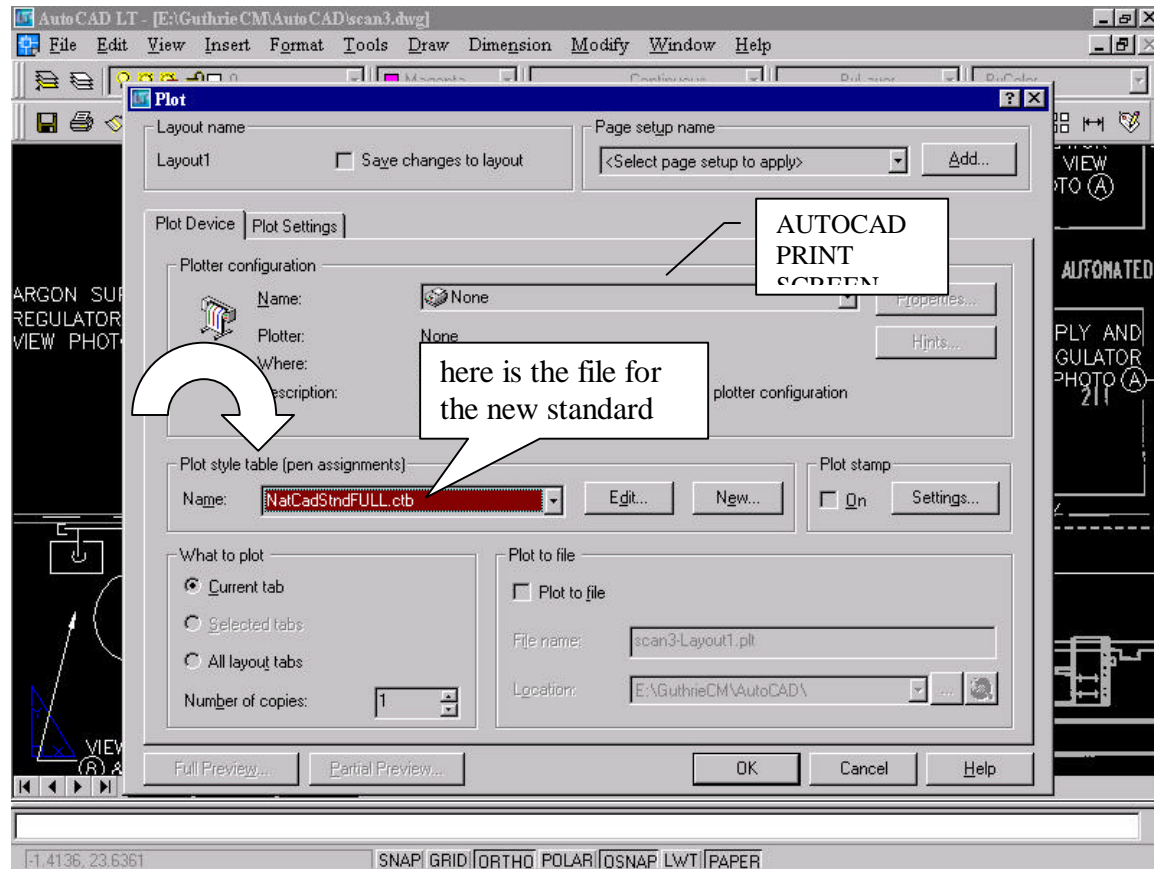 AutoCAD LT - [E:\GuthrieCM\AutoCAD\scan3.dwg]
File Edit View Insert Format Tools Draw Dimension Modify Window Help
0 Magenta Continuous ByLayer ByColor
Plot
Layout name
Layout1
Save changes to layout
Page setup name
<Select page setup to apply>
Add...
Plot Device
Plot Settings
AUTOCAD
PRINT
SCREEN
Plotter configuration
Name:
None
Properties...
Plotter:
None
Hints...
Where:
Description:
plotter configuration
here is the file for
the new standard
Plot style table (pen assignments)
Name:
NatCadStndFULL.ctb
Edit...
New...
Plot stamp
On
Settings...
What to plot
Current tab
Selected tabs
All layout tabs
Number of copies:
1
Plot to file
Plot to file
File name:
scan3-Layout1.plt
Location:
E:\GuthrieCM\AutoCAD\
...
Full Preview...
Partial Preview...
OK
Cancel
Help
ARGON SUP
REGULATOR
VIEW PHOT
VIEW
(B) &
VIEW
OTO (A)
AUTOMATED
PLY AND
GULATOR
PHOTO (A)
211
-1.4136, 23.6361
SNAP GRID ORTHO POLAR OSNAP LWT PAPER